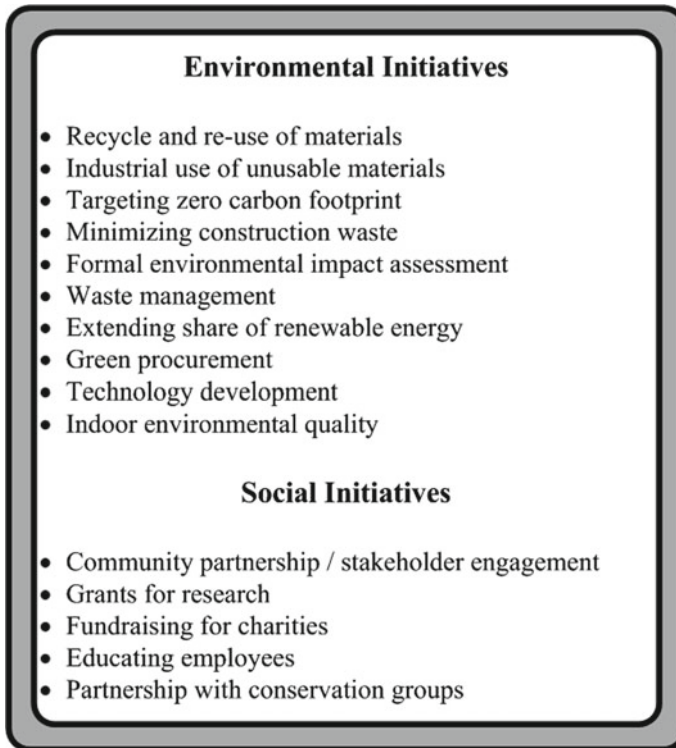 Environmental Initiatives
• Recycle and re-use of materials
• Industrial use of unusable materials
• Targeting zero carbon footprint
• Minimizing construction waste
• Formal environmental impact assessment
• Waste management
• Extending share of renewable energy
• Green procurement
• Technology development
• Indoor environmental quality
Social Initiatives
• Community partnership / stakeholder engagement
• Grants for research
• Fundraising for charities
• Educating employees
• Partnership with conservation groups